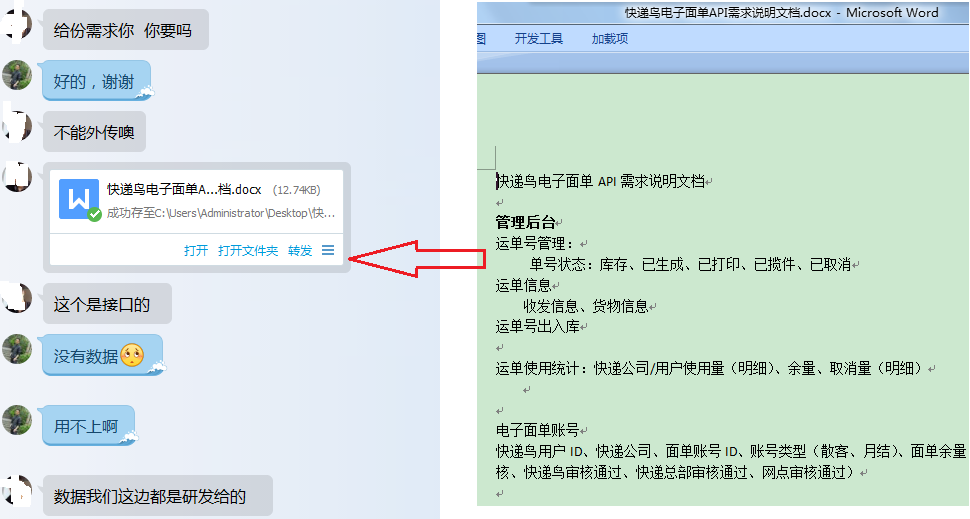 给份需求你 你要吗
好的，谢谢
不能外传噢
快递鸟电子面单A...档.docx (12.74KB)
成功存至C:\Users\Administrator\Desktop\快...
打开 打开文件夹 转发
这个是接口的
没有数据
用不上啊
数据我们这边都是研发给的
快递鸟电子面单API需求说明文档.docx - Microsoft Word
图 开发工具 加载项
快递鸟电子面单 API 需求说明文档
管理后台
运单号管理：
单号状态：库存、已生成、已打印、已揽件、已取消
运单信息
收发信息、货物信息
运单号出入库
运单使用统计：快递公司/用户使用量（明细）、余量、取消量（明细）
电子面单账号
快递鸟用户 ID、快递公司、面单账号 ID、账号类型（散客、月结）、面单余量
核、快递鸟审核通过、快递总部审核通过、网点审核通过）